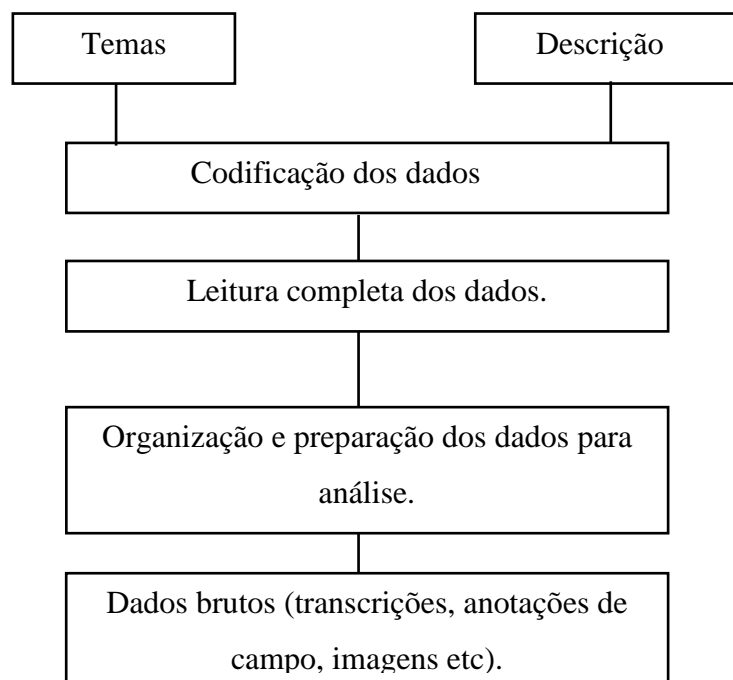 Temas
Descrição
Codificação dos dados
Leitura completa dos dados.
Organização e preparação dos dados para
análise.
Dados brutos (transcrições, anotações de
campo, imagens etc).